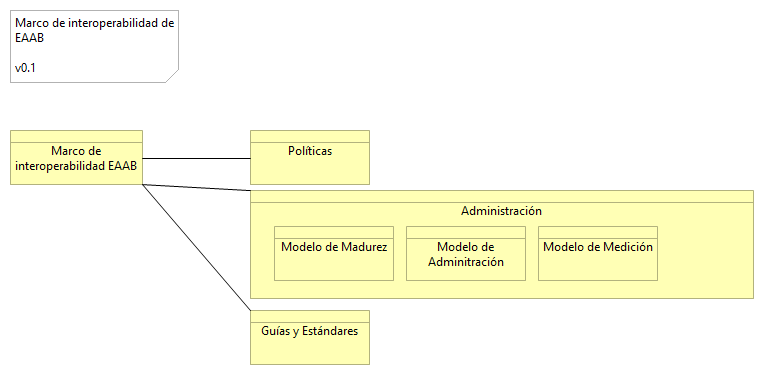 Marco de interoperabilidad de
EAAB
v0.1
Marco de
interoperabilidad EAAB
Políticas
Administración
Modelo de Madurez
Modelo de
Adminitración
Modelo de Medición
Guías y Estándares